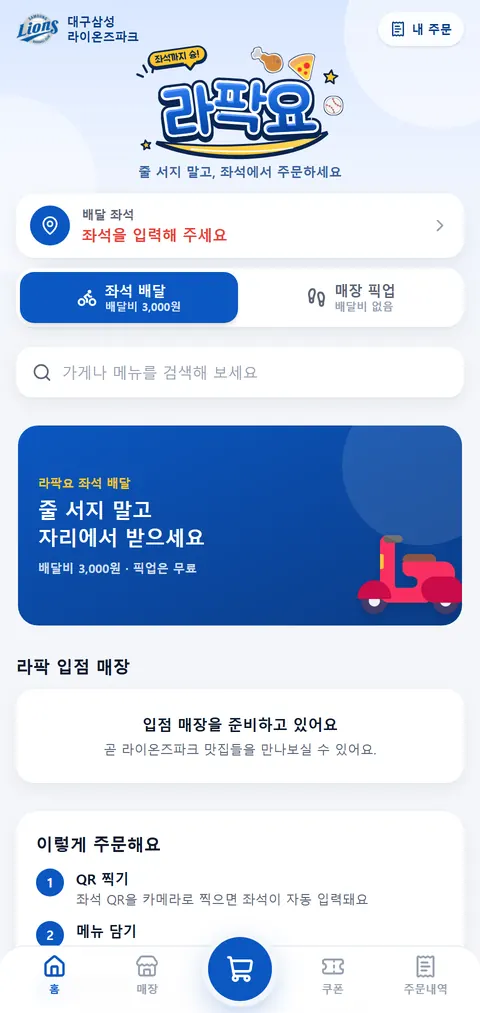 SAMSUNG
Lions
대구삼성
라이온즈파크
내 주문
좌석까지 슝!
라팍요
줄 서지 말고, 좌석에서 주문하세요
배달 좌석
좌석을 입력해 주세요
좌석 배달
배달비 3,000원
매장 픽업
배달비 없음
가게나 메뉴를 검색해 보세요
라팍요 좌석 배달
줄 서지 말고
자리에서 받으세요
배달비 3,000원 · 픽업은 무료
라팍 입점 매장
입점 매장을 준비하고 있어요
곧 라이온즈파크 맛집들을 만나보실 수 있어요.
이렇게 주문해요
1
QR 찍기
좌석 QR을 카메라로 찍으면 좌석이 자동 입력돼요
2
메뉴 담기
홈
매장
쿠폰
주문내역